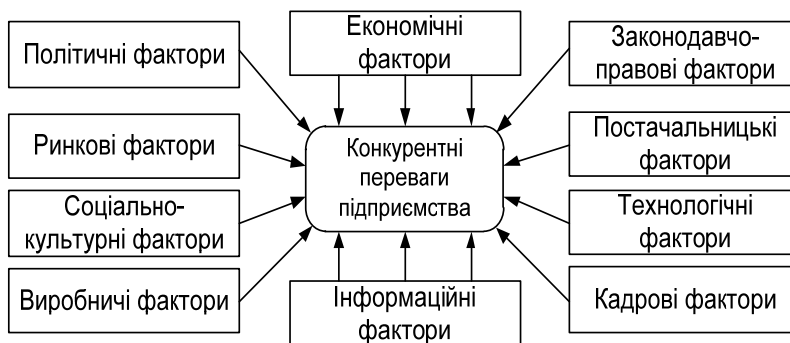 Політичні фактори
Економічні
фактори
Законодавчо-
правові фактори
Ринкові фактори
Конкурентні
переваги
підприємства
Постачальницькі
фактори
Соціально-
культурні фактори
Технологічні
фактори
Виробничі фактори
Інформаційні
фактори
Кадрові фактори